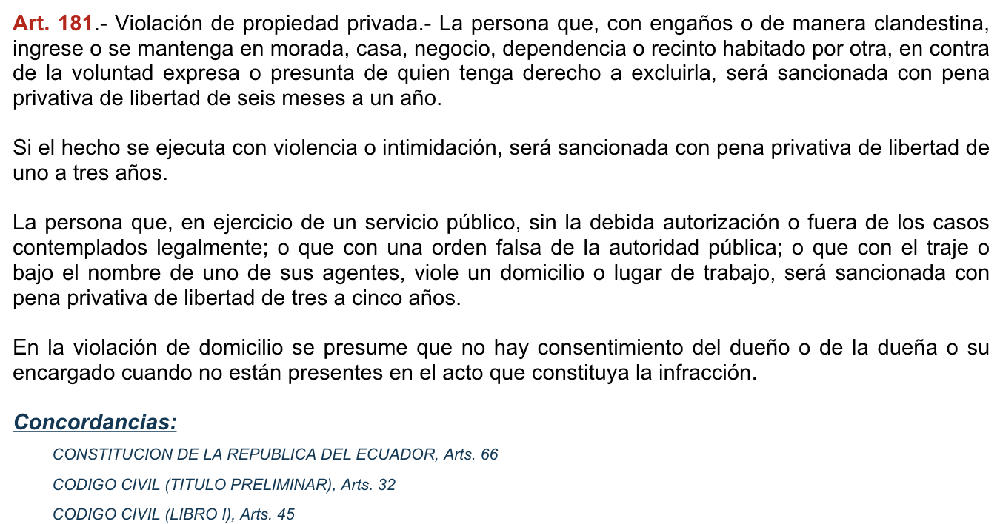 Art. 181.- Violación de propiedad privada.- La persona que, con engaños o de manera clandestina,
ingrese o se mantenga en morada, casa, negocio, dependencia o recinto habitado por otra, en contra
de la voluntad expresa o presunta de quien tenga derecho a excluirla, será sancionada con pena
privativa de libertad de seis meses a un año.
Si el hecho se ejecuta con violencia o intimidación, será sancionada con pena privativa de libertad de
uno a tres años.
La persona que, en ejercicio de un servicio público, sin la debida autorización o fuera de los casos
contemplados legalmente; o que con una orden falsa de la autoridad pública; o que con el traje o
bajo el nombre de uno de sus agentes, viole un domicilio o lugar de trabajo, será sancionada con
pena privativa de libertad de tres a cinco años.
En la violación de domicilio se presume que no hay consentimiento del dueño o de la dueña o su
encargado cuando no están presentes en el acto que constituya la infracción.
Concordancias:
CONSTITUCION DE LA REPUBLICA DEL ECUADOR, Arts. 66
CODIGO CIVIL (TITULO PRELIMINAR), Arts. 32
CODIGO CIVIL (LIBRO I), Arts. 45